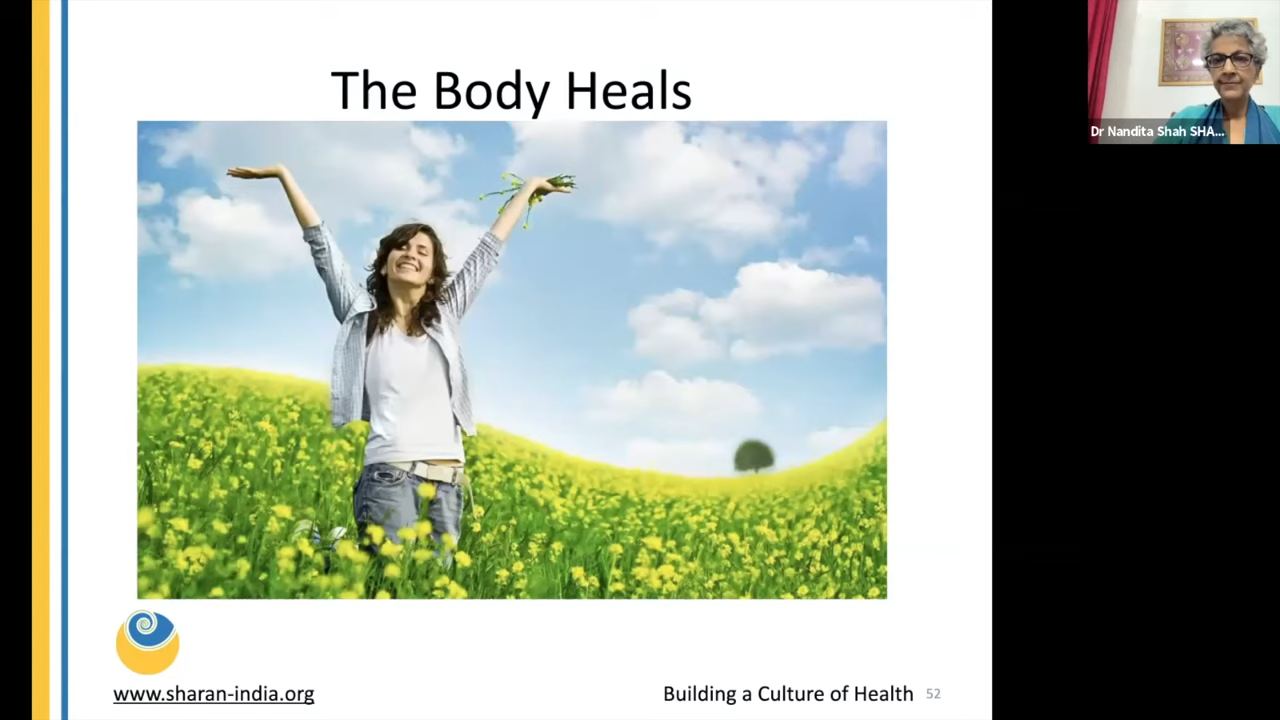 The Body Heals
Dr Nandita Shah SHA...
www.sharan-india.org
Building a Culture of Health 52